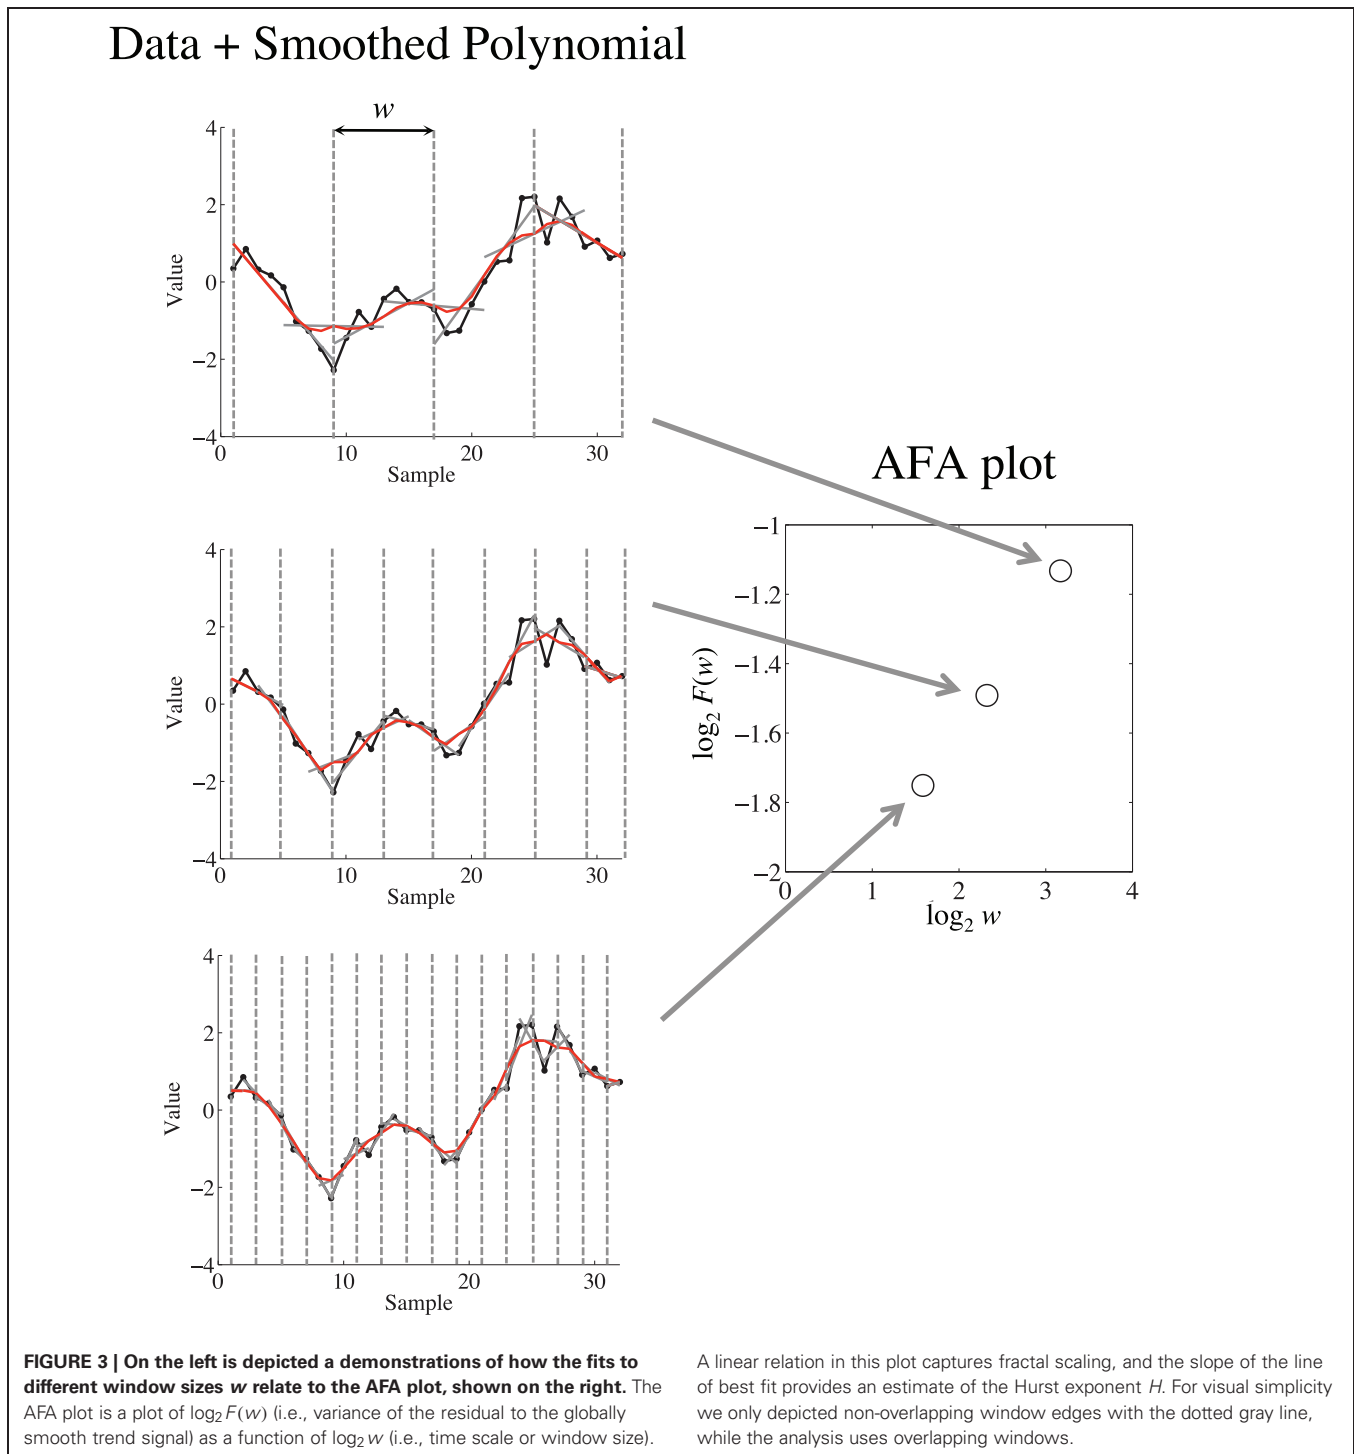 Data + Smoothed Polynomial
w
4
2
0
−2
−4
Value
0 10 20 30
Sample
AFA plot
−1
−1.2
−1.4
−1.6
−1.8
−2
log2 F(w)
0 1 2 3 4
log2 w
4
2
0
−2
−4
Value
0 10 20 30
Sample
4
2
0
−2
−4
Value
0 10 20 30
Sample
FIGURE 3 | On the left is depicted a demonstrations of how the fits to
different window sizes w relate to the AFA plot, shown on the right. The
AFA plot is a plot of log2 F(w) (i.e., variance of the residual to the globally
smooth trend signal) as a function of log2 w (i.e., time scale or window size).
A linear relation in this plot captures fractal scaling, and the slope of the line
of best fit provides an estimate of the Hurst exponent H. For visual simplicity
we only depicted non-overlapping window edges with the dotted gray line,
while the analysis uses overlapping windows.